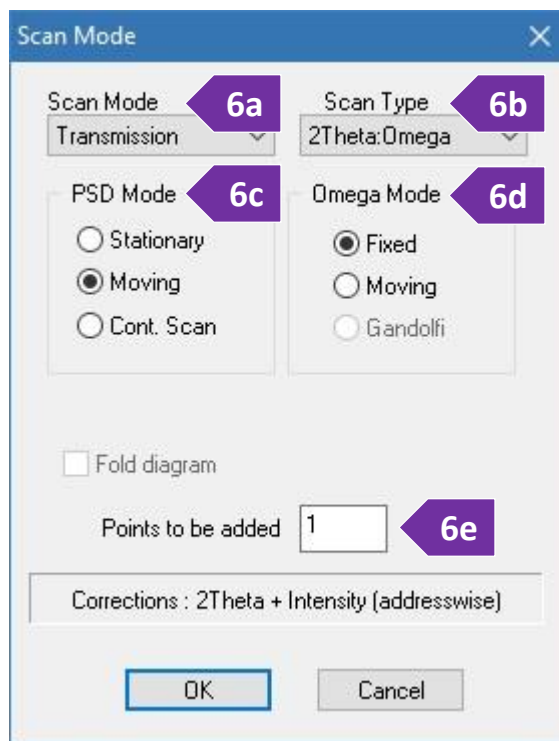 Scan Mode
Scan Mode 6a Scan Type 6b
Transmission 2Theta:Omega
PSD Mode 6c Omega Mode 6d
Stationary Fixed
Moving Moving
Cont. Scan Gandolfi
Fold diagram
Points to be added 1 6e
Corrections : 2Theta + Intensity (addresswise)
OK Cancel